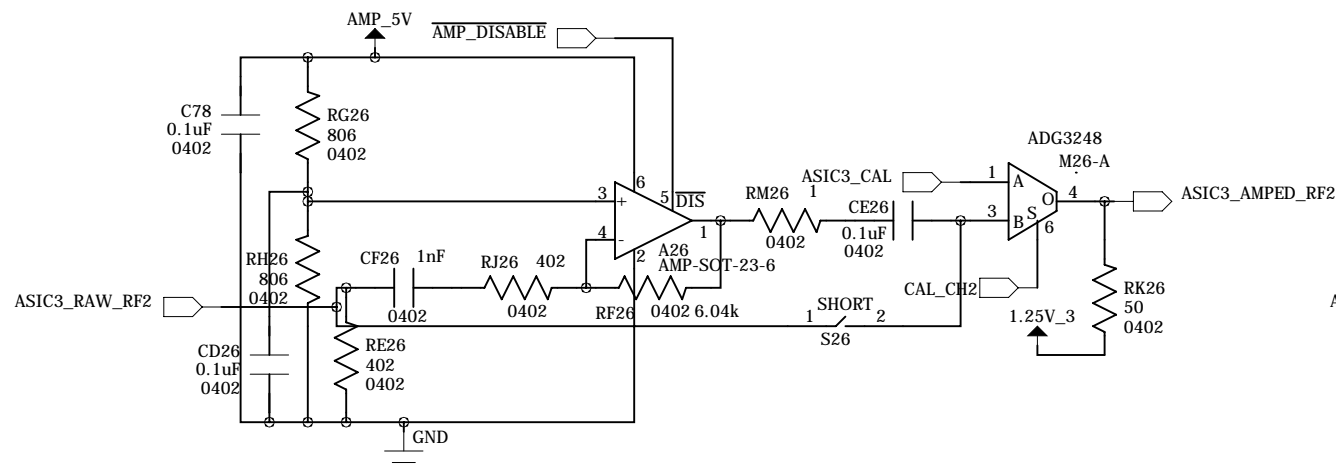 AMP_5V
AMP_DISABLE
C78
0.1uF
0402
RG26
806
0402
ADG3248
M26-A
ASIC3_CAL
1
A
O
4
ASIC3_AMPED_RF2
6
5
DIS
3
+
4
-
1
2
RM26
1
0402
CE26
0.1uF
0402
3
B
S
6
A26
AMP-SOT-23-6
RH26
806
0402
CF26
1nF
0402
RJ26
402
0402
RF26
0402
6.04k
CAL_CH2
RK26
50
0402
ASIC3_RAW_RF2
SHORT
1
2
S26
1.25V_3
A
CD26
0.1uF
0402
RE26
402
0402
GND